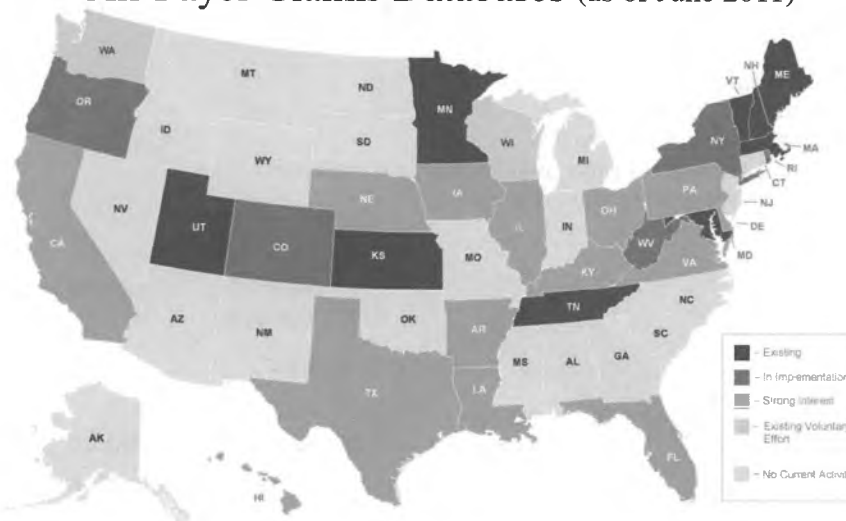 All-Payer Claims Databases (as of June 2011)
WA
MT
ND
MN
VT
NH
ME
OR
ID
SD
WI
MI
NY
MA
RI
CT
WY
NE
IA
PA
NJ
NV
UT
CO
KS
MO
IL
IN
OH
WV
DE
MD
CA
KY
VA
AZ
NM
OK
AR
TN
NC
SC
TX
LA
MS
AL
GA
AK
HI
FL
– Existing
– In Implementation
– Strong Interest
– Existing Voluntary
Effort
– No Current Activi